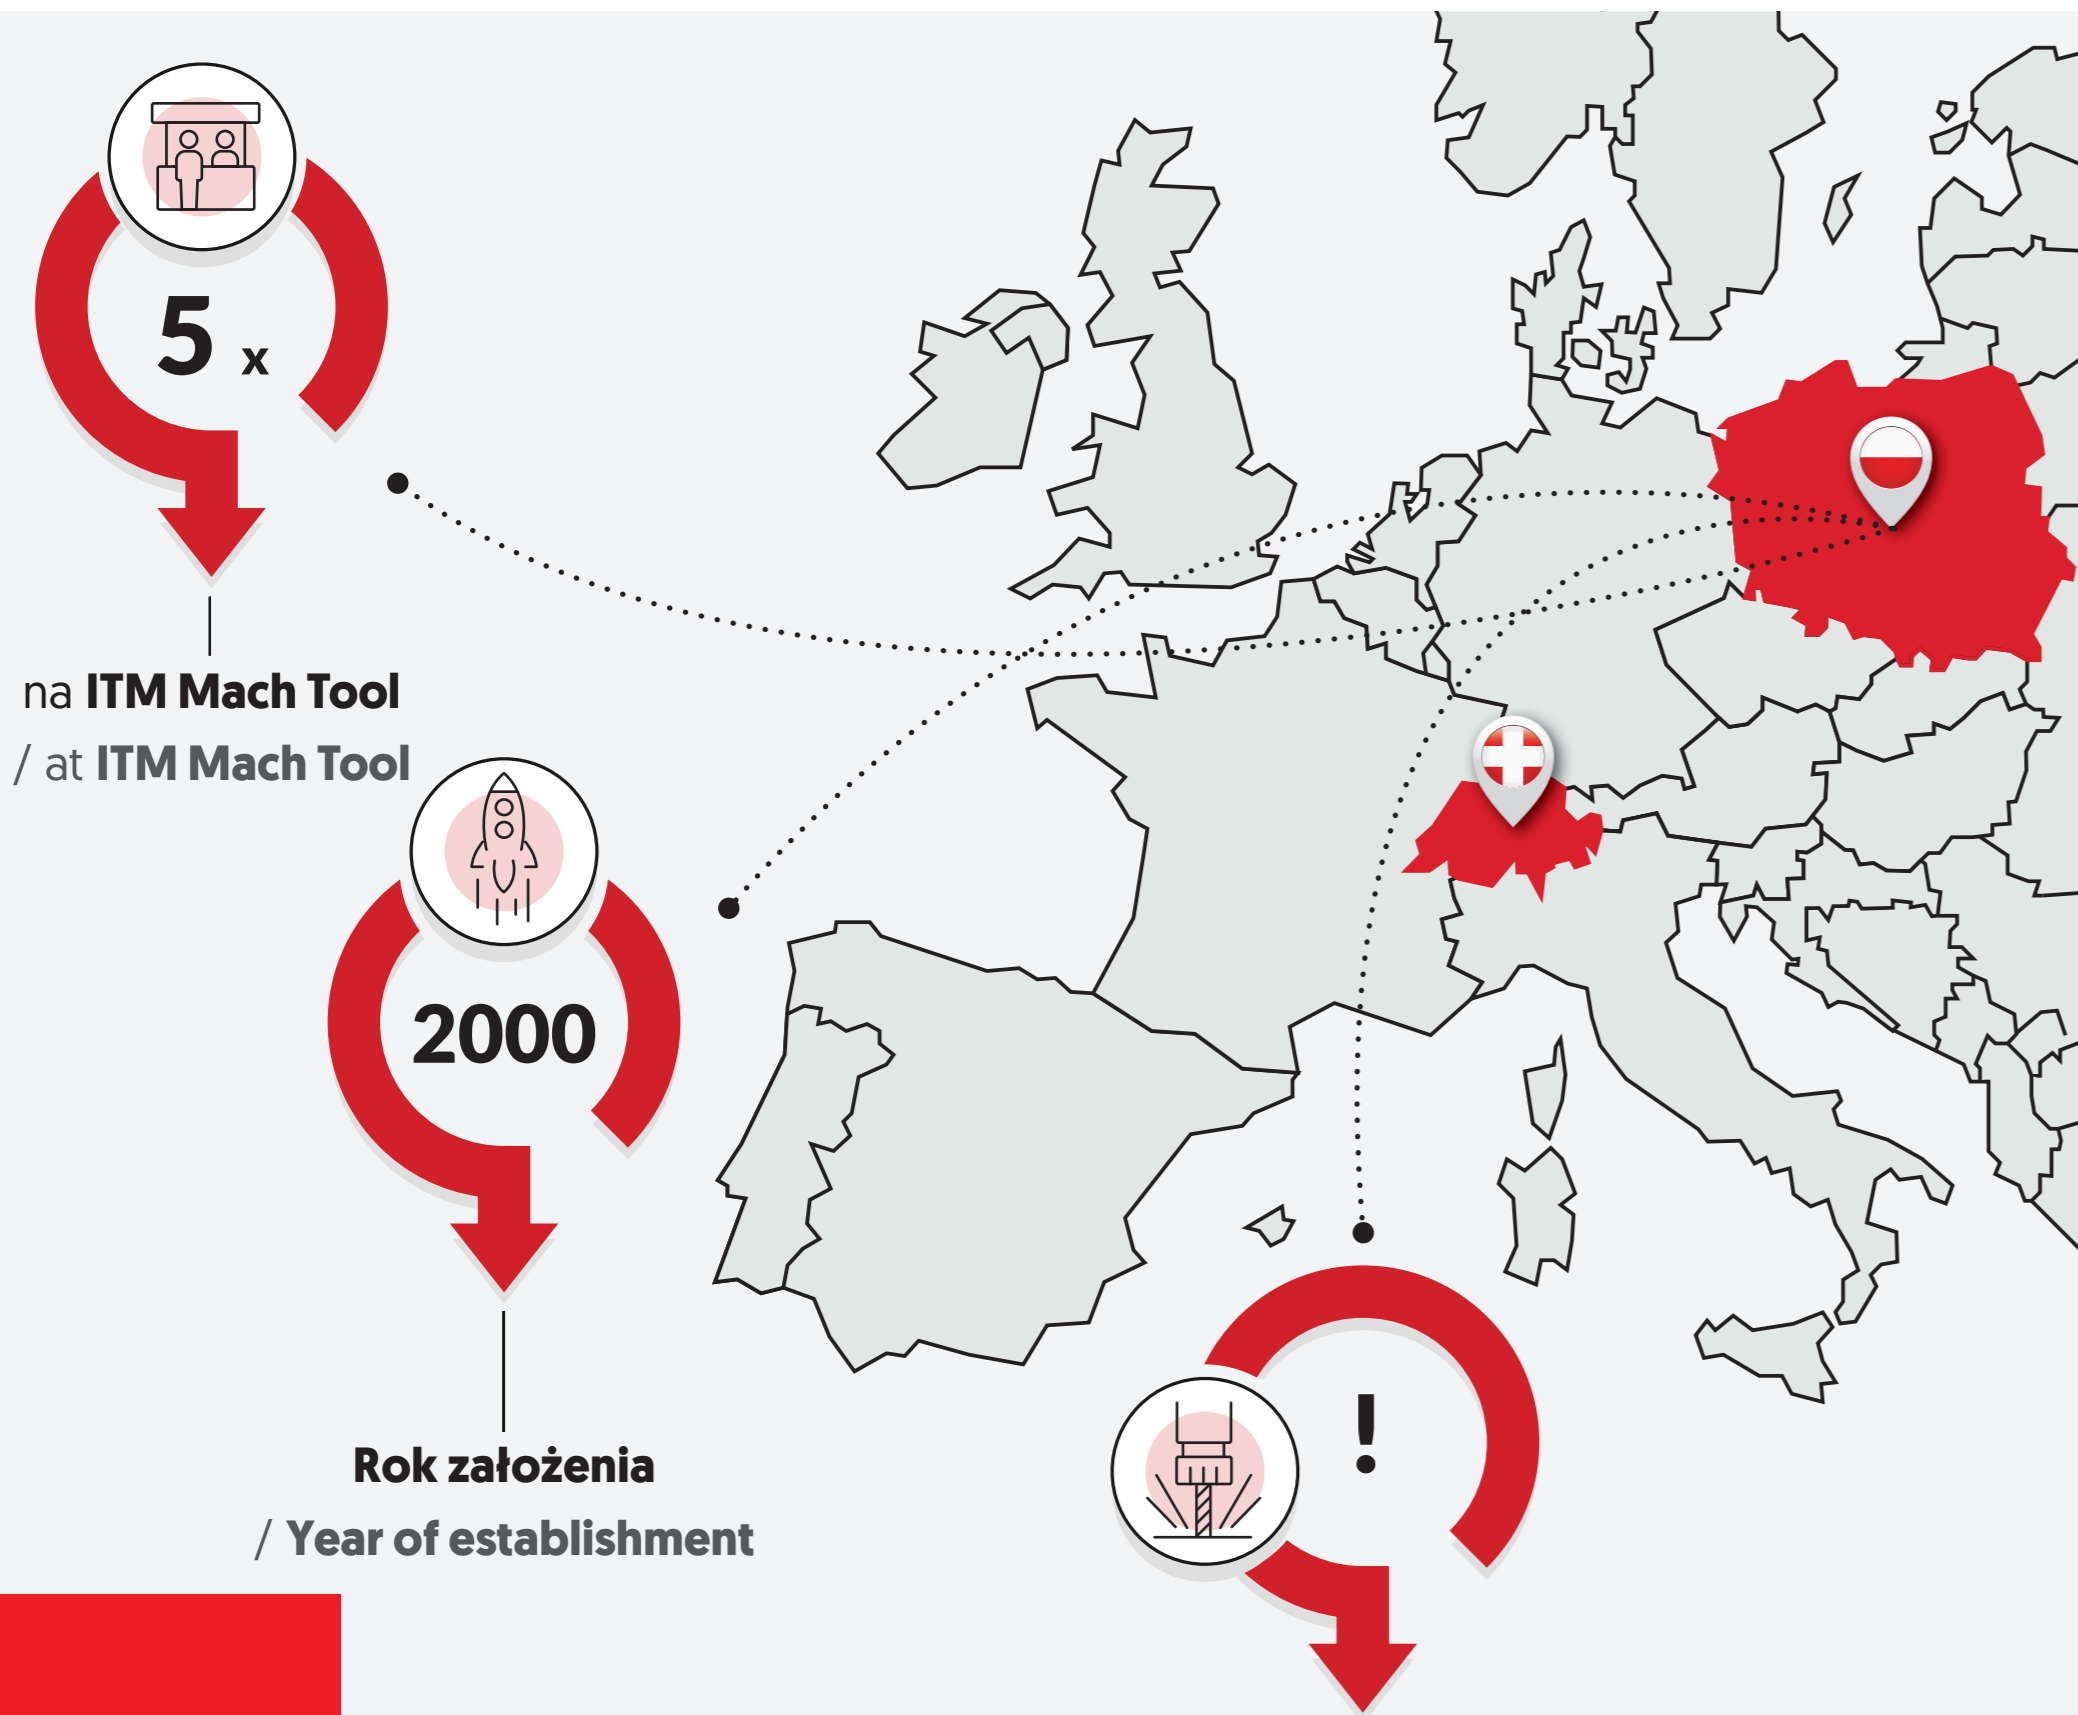 5 x
na ITM Mach Tool
/ at ITM Mach Tool
2000
Rok założenia
/ Year of establishment
!